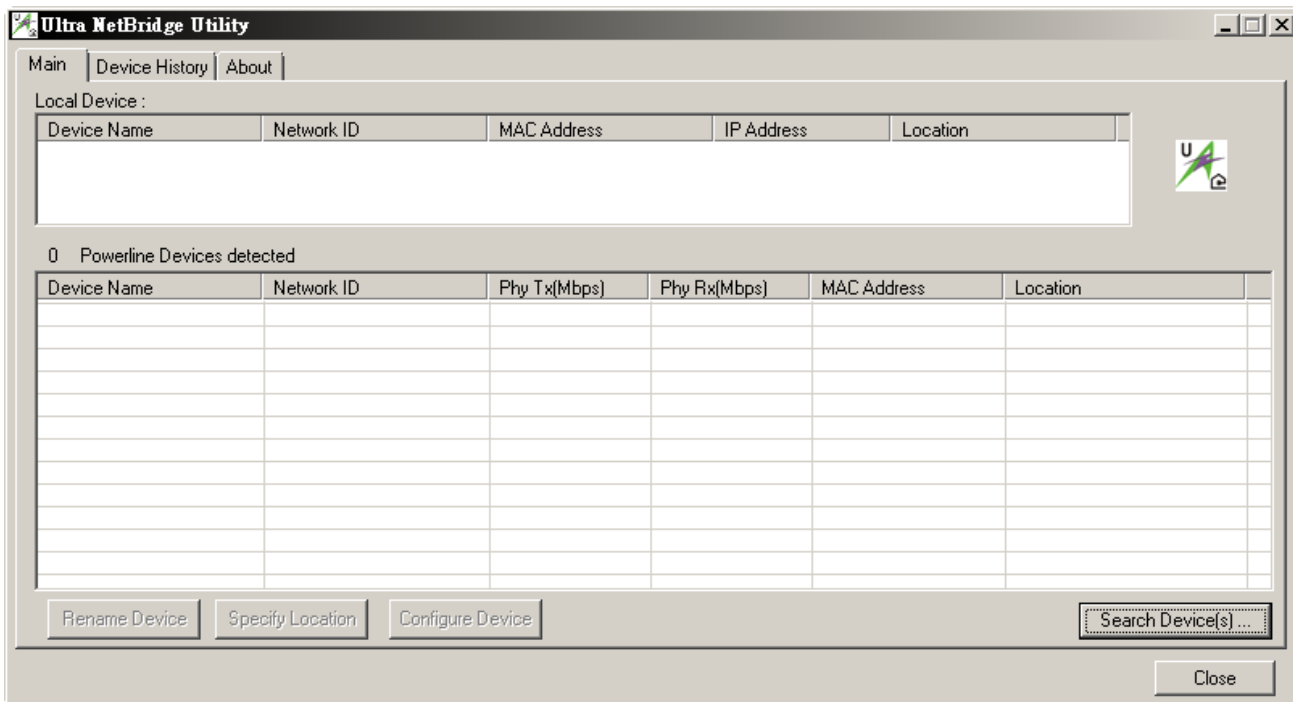 Ultra NetBridge Utility
Main Device History About
Local Device :
Device Name Network ID MAC Address IP Address Location
U
0 Powerline Devices detected
Device Name Network ID Phy Tx(Mbps) Phy Rx(Mbps) MAC Address Location
Rename Device Specify Location Configure Device Search Device(s) ...
Close